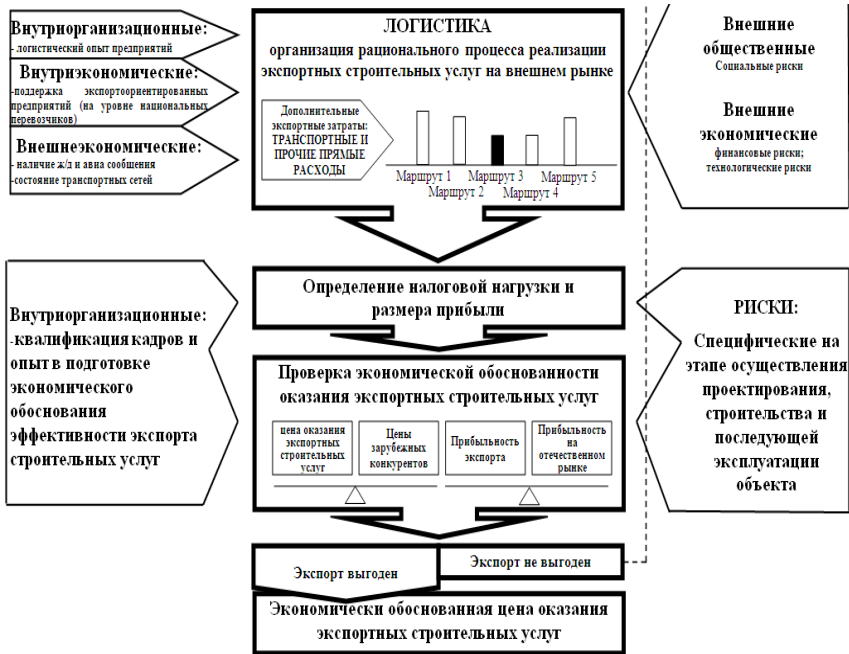 Внутриорганизационные:
- логистический опыт предприятий
Внутриэкономические:
-поддержка экспортоориентированных
предприятий (на уровне национальных
перевозчиков)
Внешнеэкономические:
- наличие ж/д и авиа сообщения
-состояние транспортных сетей
ЛОГИСТИКА
организация рационального процесса реализации
экспортных строительных услуг на внешнем рынке
Дополнительные
экспортные затраты:
ТРАНСПОРТНЫЕ И
ПРОЧИЕ ПРЯМЫЕ
РАСХОДЫ
Маршрут 1
Маршрут 2
Маршрут 3
Маршрут 4
Маршрут 5
Внешние
общественные
Социальные риски
Внешние
экономические
финансовые риски;
технологические риски
Определение налоговой нагрузки и
размера прибыли
Внутриорганизационные:
-квалификация кадров и
опыт в подготовке
экономического
обоснования
эффективности экспорта
строительных услуг
Проверка экономической обоснованности
оказания экспортных строительных услуг
цена оказания
экспортных
строительных
услуг
Цены
зарубежных
конкурентов
Прибыльность
экспорта
Прибыльность
на
отечественном
рынке
РИСКИ:
Специфические на
этапе осуществления
проектирования,
строительства и
последующей
эксплуатации
объекта
Экспорт выгоден
Экспорт не выгоден
Экономически обоснованная цена оказания
экспортных строительных услуг